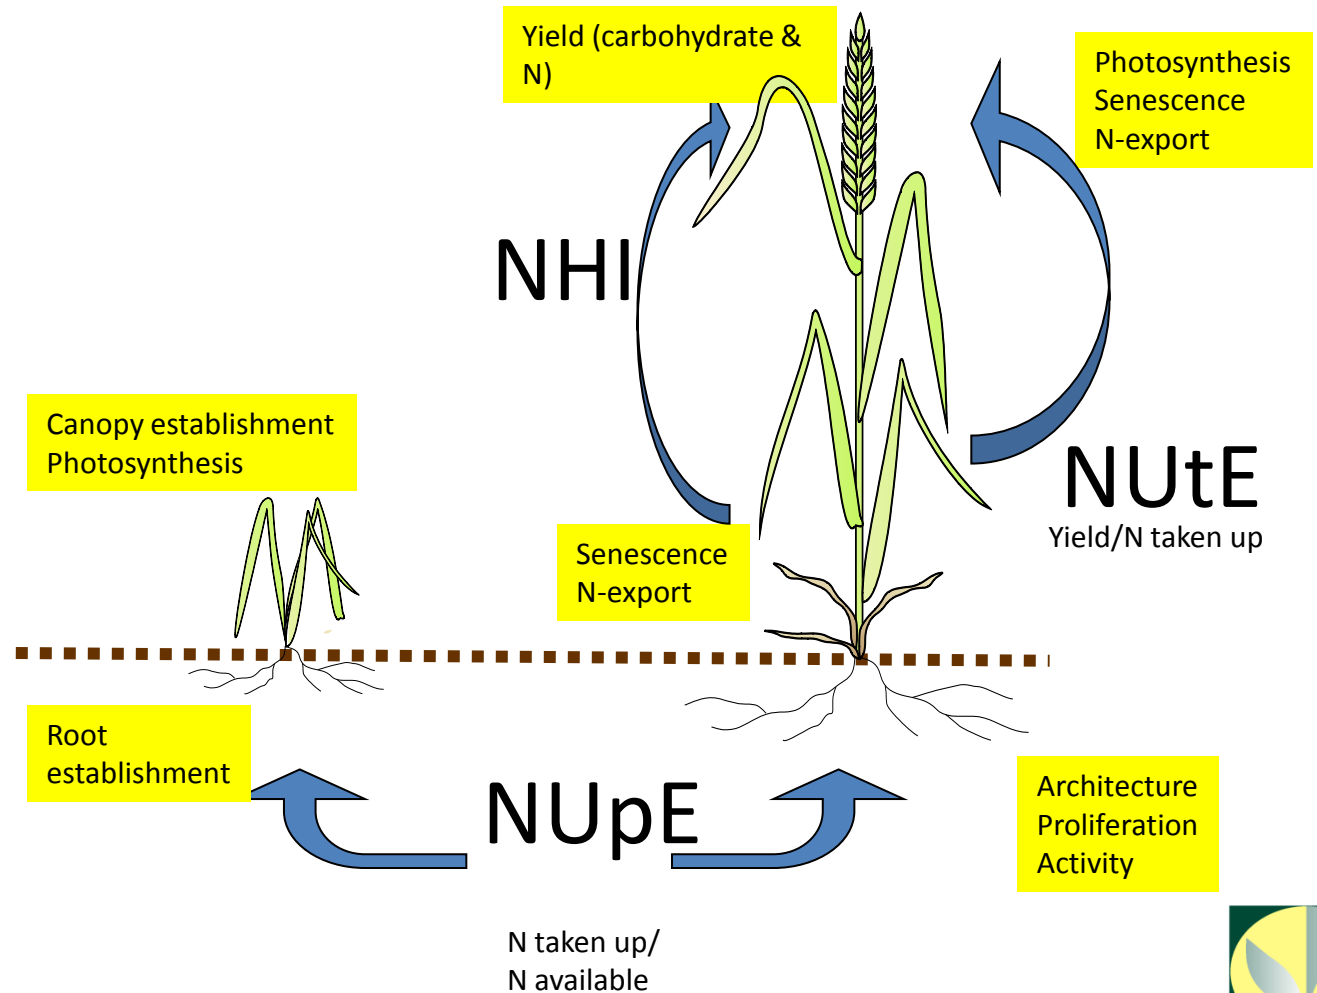 Yield (carbohydrate &
N)
Photosynthesis
Senescence
N-export
NHI
Canopy establishment
Photosynthesis
NUtE
Yield/N taken up
Senescence
N-export
Root
establishment
NUpE
Architecture
Proliferation
Activity
N taken up/
N available